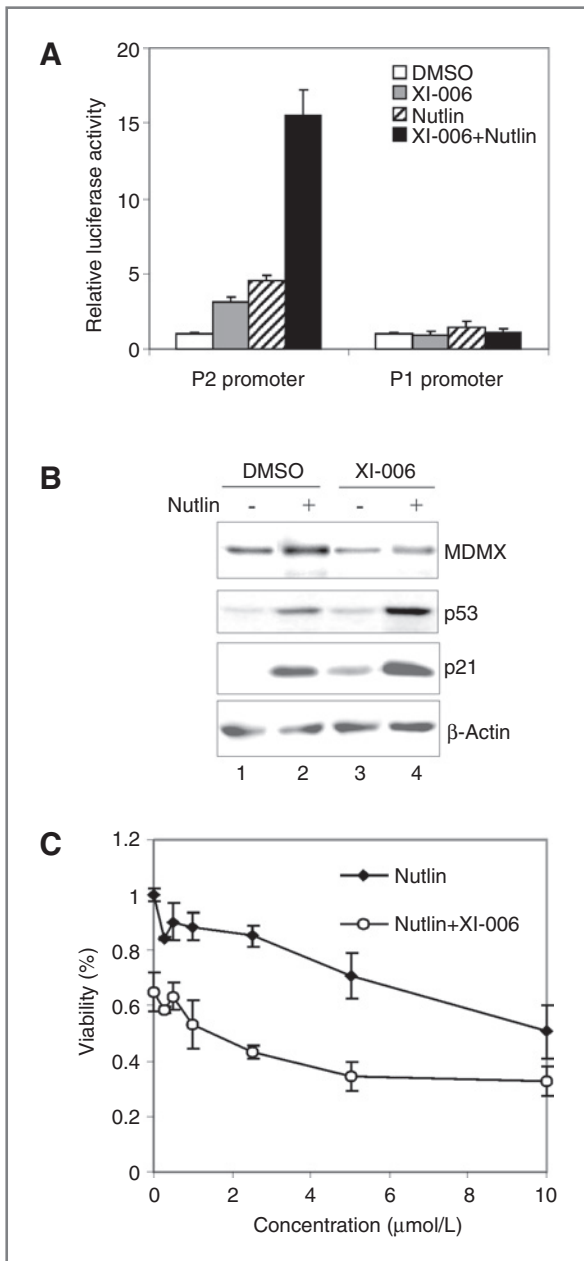 A
20
15
10
5
0
Relative luciferase activity
DMSO
XI-006
Nutlin
XI-006+Nutlin
P2 promoter P1 promoter
B
DMSO XI-006
Nutlin - + - +
MDMX
p53
p21
β-Actin
1 2 3 4
C
1.2
1
0.8
0.6
0.4
0.2
0
Viability (%)
Nutlin
Nutlin+XI-006
0 2 4 6 8 10
Concentration (μmol/L)